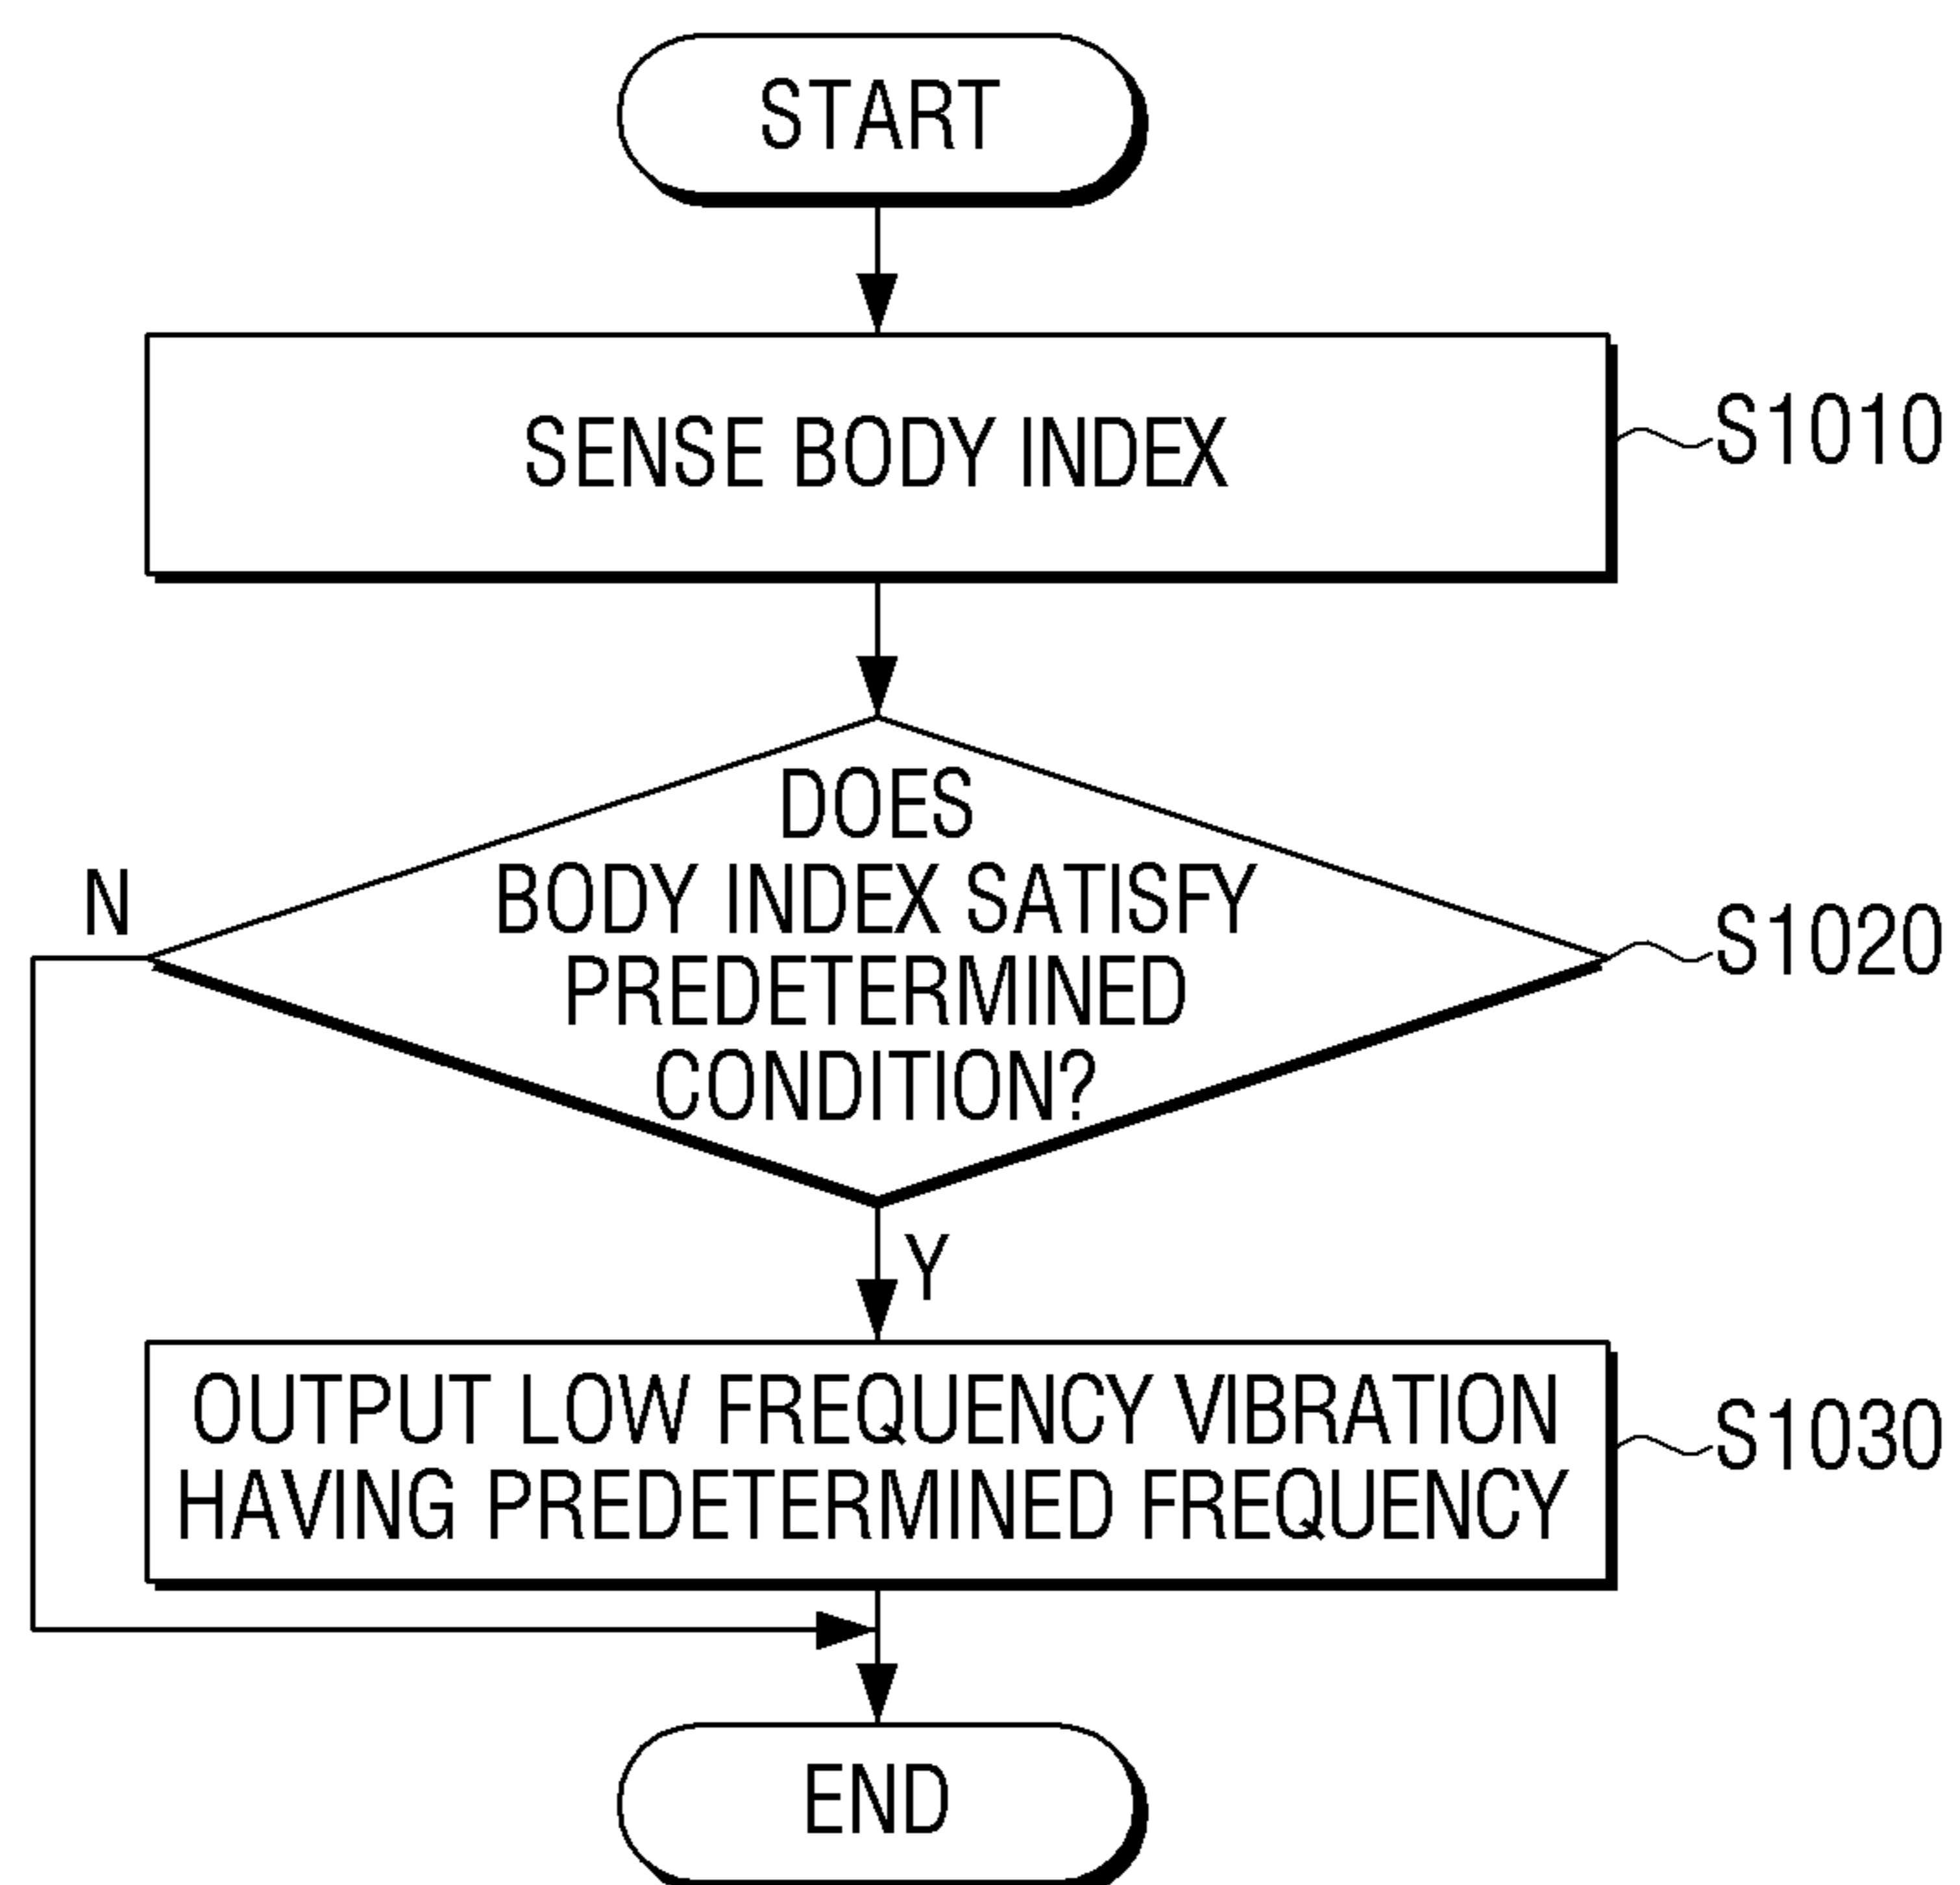 START
SENSE BODY INDEX
S1010
DOES
BODY INDEX SATISFY
PREDETERMINED
CONDITION?
N
S1020
Y
OUTPUT LOW FREQUENCY VIBRATION
HAVING PREDETERMINED FREQUENCY
S1030
END